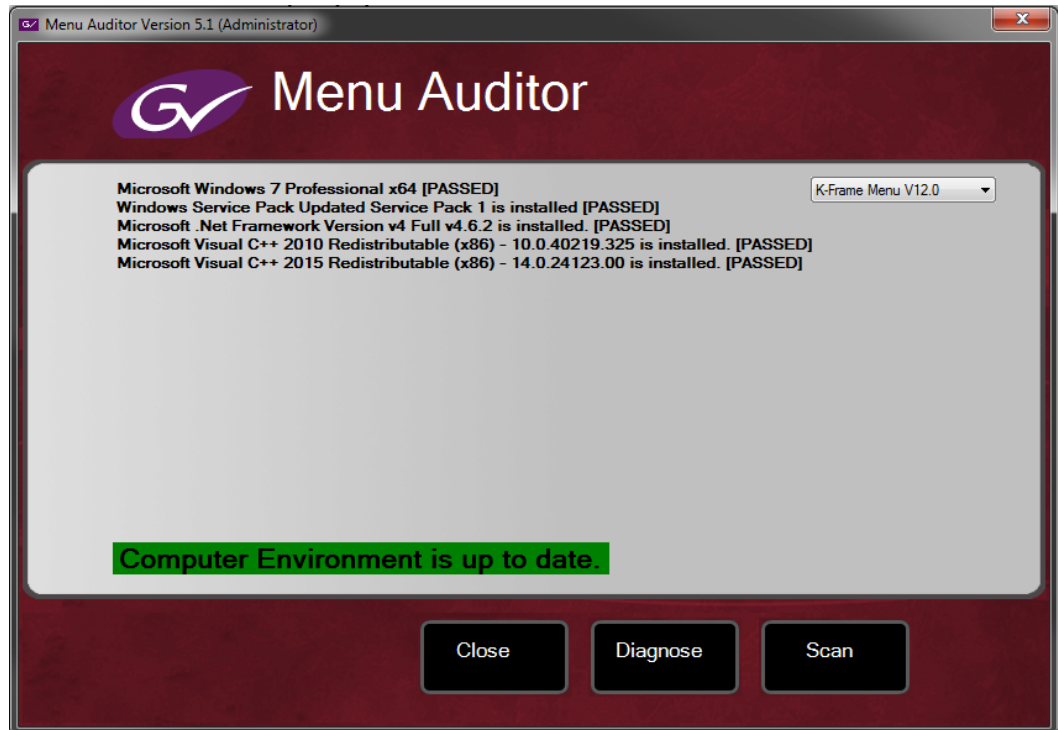 Menu Auditor Version 5.1 (Administrator)
GV Menu Auditor
Microsoft Windows 7 Professional x64 [PASSED]
K-Frame Menu V12.0
Windows Service Pack Updated Service Pack 1 is installed [PASSED]
Microsoft .Net Framework Version v4 Full v4.6.2 is installed. [PASSED]
Microsoft Visual C++ 2010 Redistributable (x86) - 10.0.40219.325 is installed. [PASSED]
Microsoft Visual C++ 2015 Redistributable (x86) - 14.0.24123.00 is installed. [PASSED]
Computer Environment is up to date.
Close Diagnose Scan